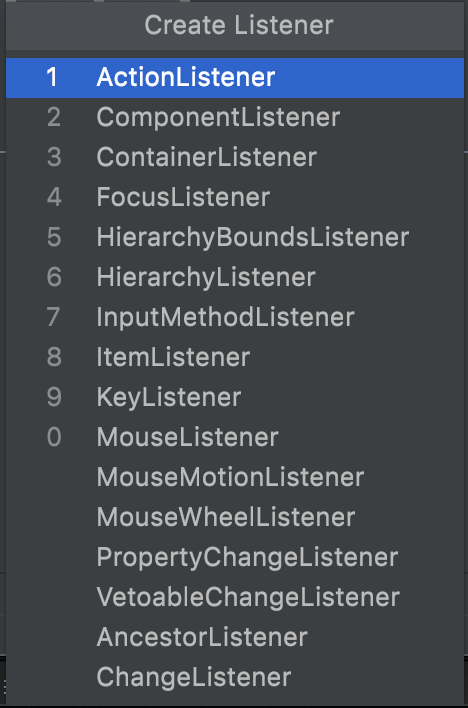 Create Listener
1 ActionListener
2 ComponentListener
3 ContainerListener
4 FocusListener
5 HierarchyBoundsListener
6 HierarchyListener
7 InputMethodListener
8 ItemListener
9 KeyListener
0 MouseListener
MouseMotionListener
MouseWheelListener
PropertyChangeListener
VetoableChangeListener
AncestorListener
ChangeListener